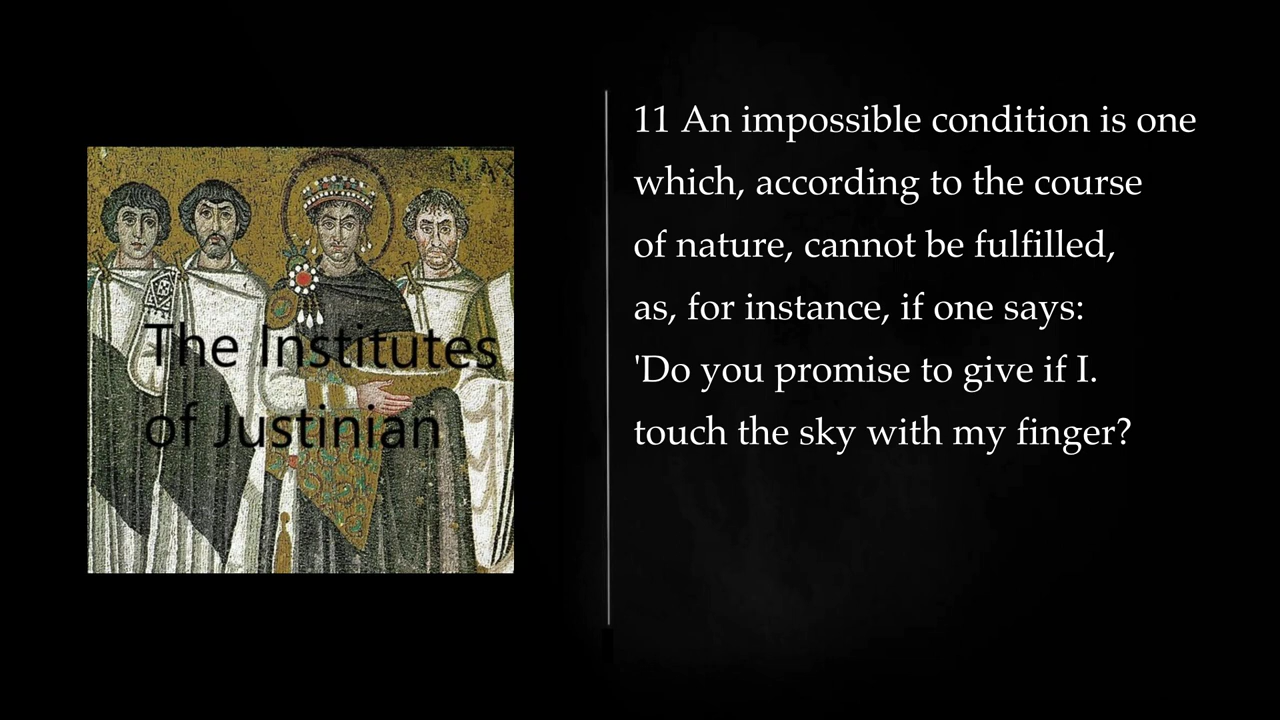 MAX
The Institutes
of Justinian
11 An impossible condition is one
which, according to the course
of nature, cannot be fulfilled,
as, for instance, if one says:
'Do you promise to give if I.
touch the sky with my finger?